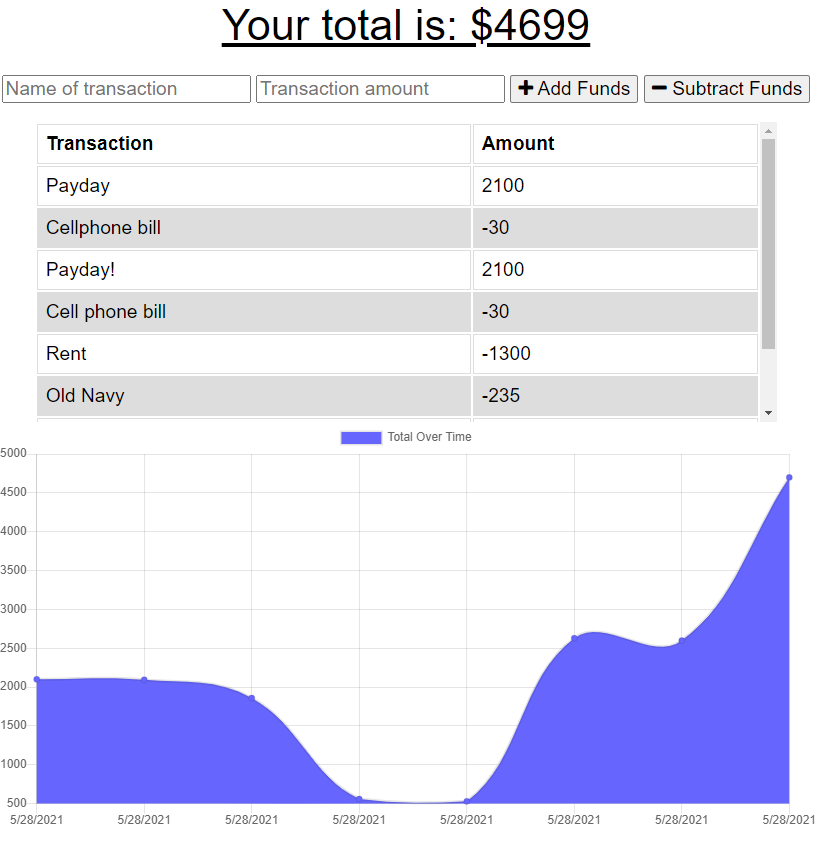 Your total is: $4699
Name of transaction Transaction amount Add Funds Subtract Funds
Transaction Amount
Payday 2100
Cellphone bill -30
Payday! 2100
Cell phone bill -30
Rent -1300
Old Navy -235
Total Over Time
5000
4500
4000
3500
3000
2500
2000
1500
1000
500
5/28/2021 5/28/2021 5/28/2021 5/28/2021 5/28/2021 5/28/2021 5/28/2021 5/28/2021